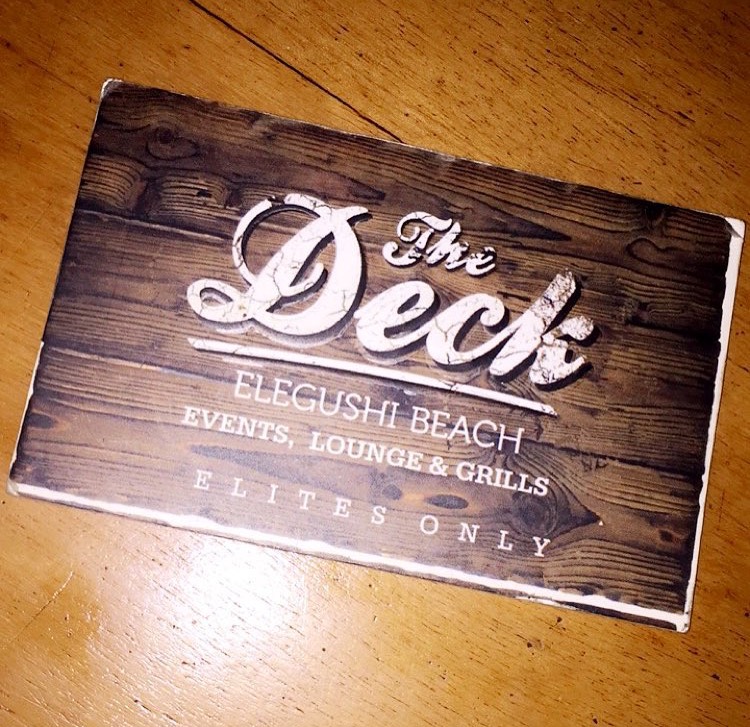 The
Deck
ELEGUSHI BEACH
EVENTS, LOUNGE & GRILLS
ELITES ONLY